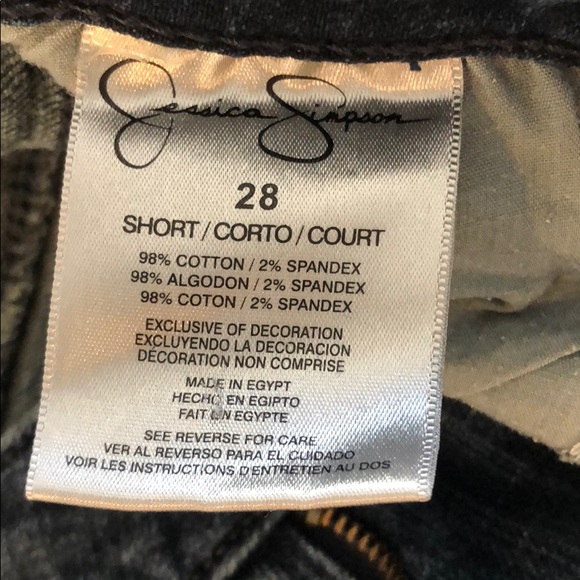 Jessica Simpson
28
SHORT / CORTO / COURT
98% COTTON / 2% SPANDEX
98% ALGODON / 2% SPANDEX
98% COTON / 2% SPANDEX
EXCLUSIVE OF DECORATION
EXCLUYENDO LA DECORACION
DÉCORATION NON COMPRISE
MADE IN EGYPT
HECHO EN EGIPTO
FAIT EN EGYPTE
SEE REVERSE FOR CARE
VER AL REVERSO PARA EL CUIDADO
VOIR LES INSTRUCTIONS D'ENTRETIEN AU DOS